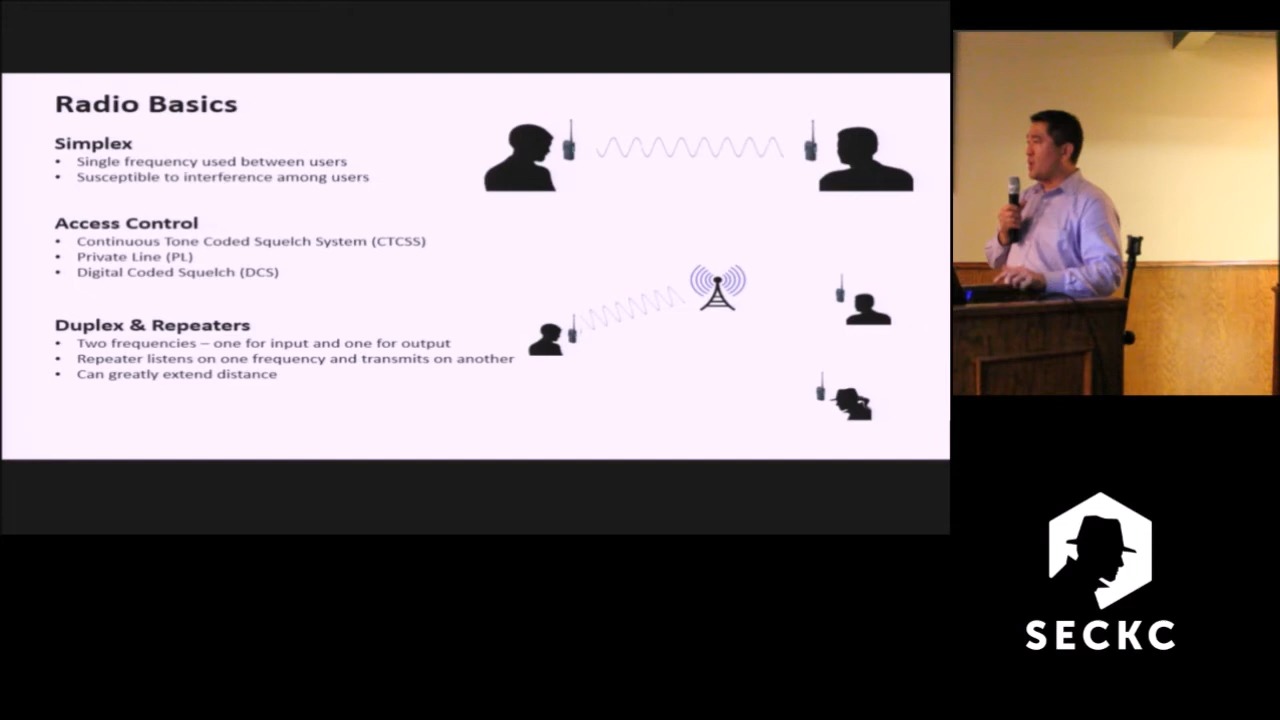 Radio Basics
Simplex
• Single frequency used between users
• Susceptible to interference among users
Access Control
• Continuous Tone Coded Squelch System (CTCSS)
• Private Line (PL)
• Digital Coded Squelch (DCS)
Duplex & Repeaters
• Two frequencies – one for input and one for output
• Repeater listens on one frequency and transmits on another
• Can greatly extend distance
SECKC